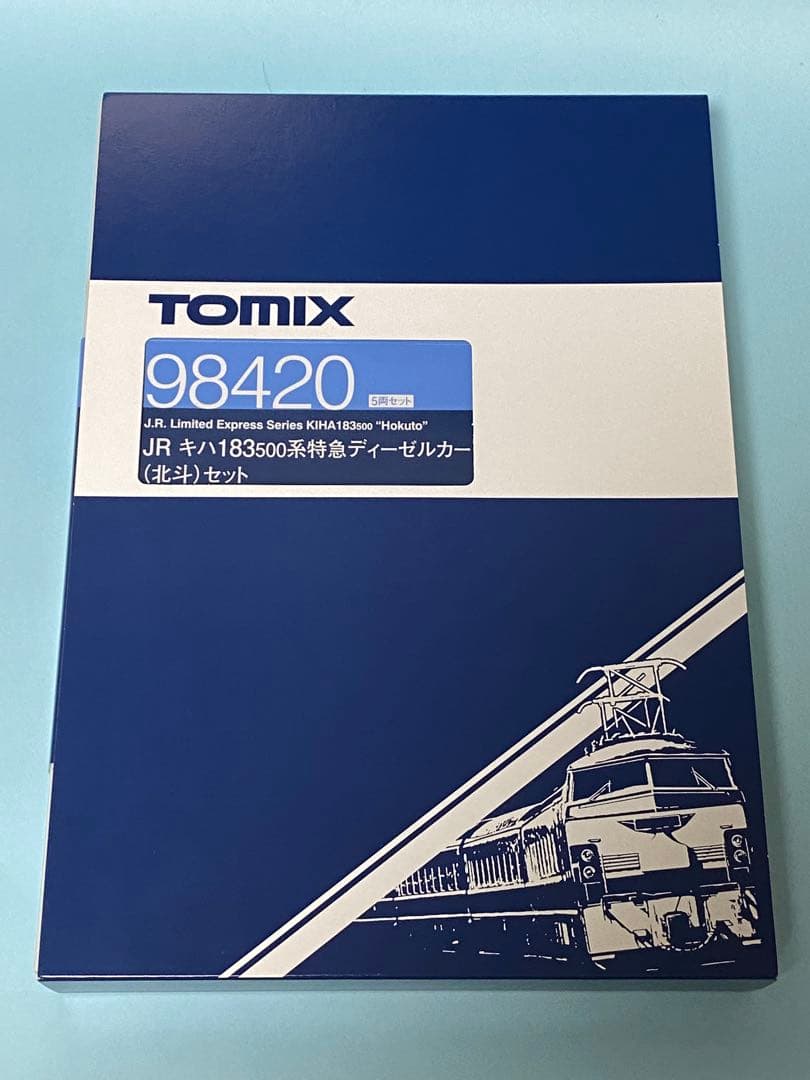 TOMIX
98420 5両セット
J.R. Limited Express Series KIHA183500 "Hokuto"
JR キハ183500系特急ディーゼルカー
(北斗)セット